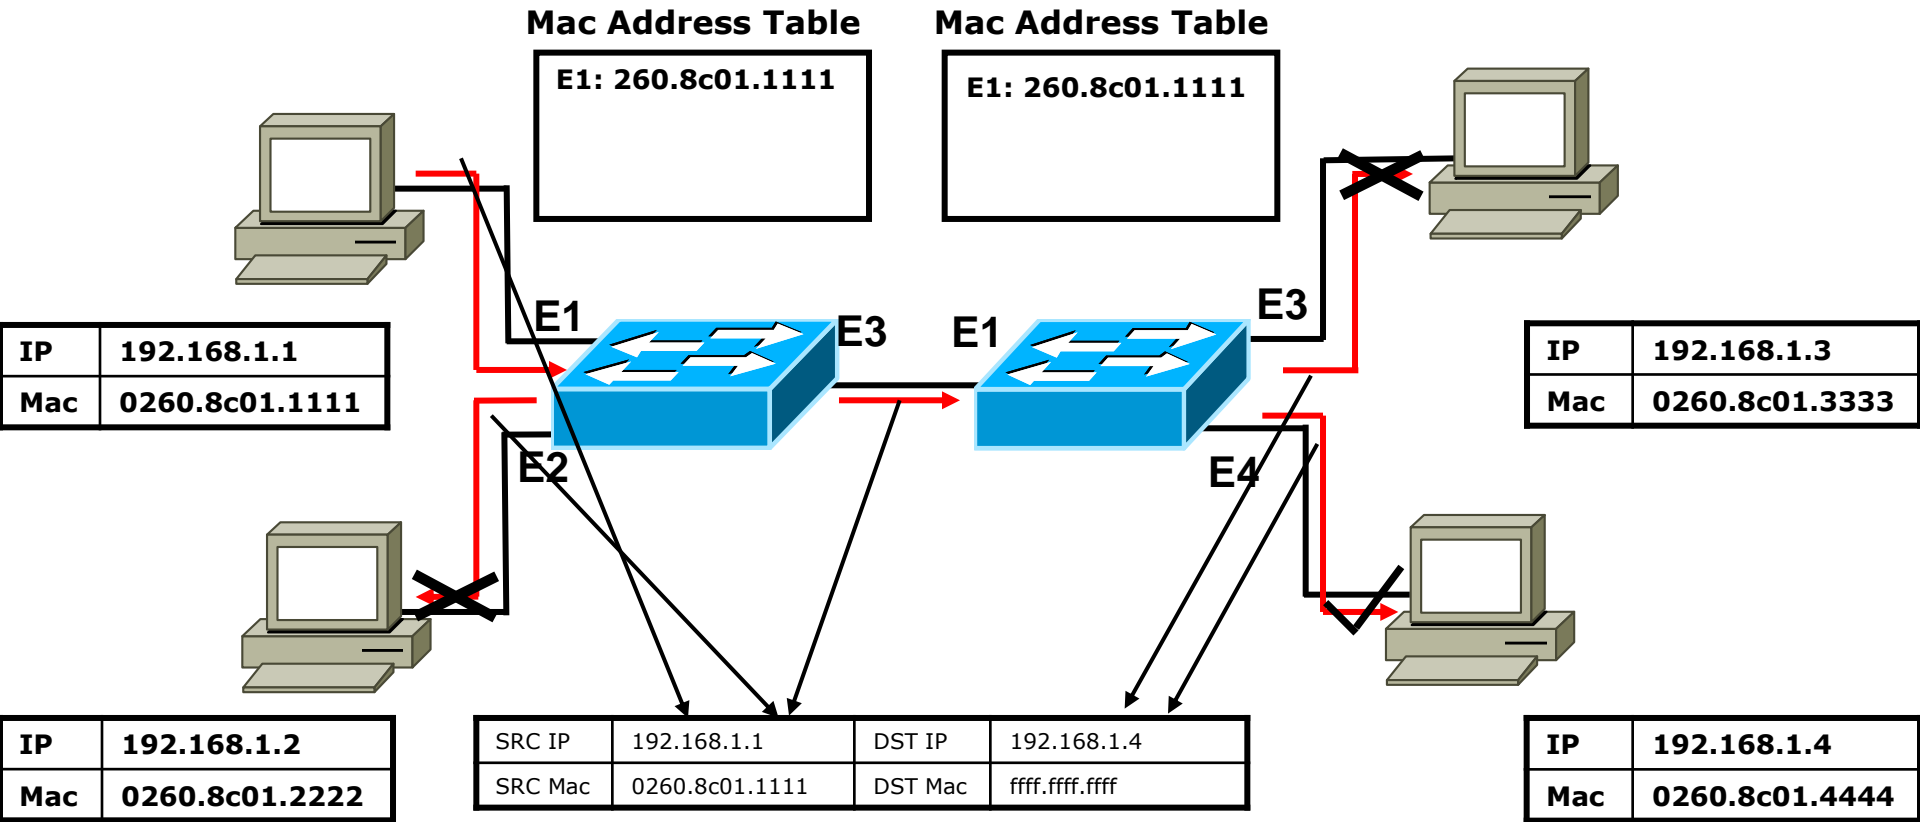 Mac Address Table
Mac Address Table
E1: 260.8c01.1111
E1: 260.8c01.1111
E1
E3
E1
E3
IP 192.168.1.1
Mac 0260.8c01.1111
IP 192.168.1.3
Mac 0260.8c01.3333
E2
E4
IP 192.168.1.2
Mac 0260.8c01.2222
SRC IP 192.168.1.1 DST IP 192.168.1.4
SRC Mac 0260.8c01.1111 DST Mac ffff.ffff.ffff
IP 192.168.1.4
Mac 0260.8c01.4444